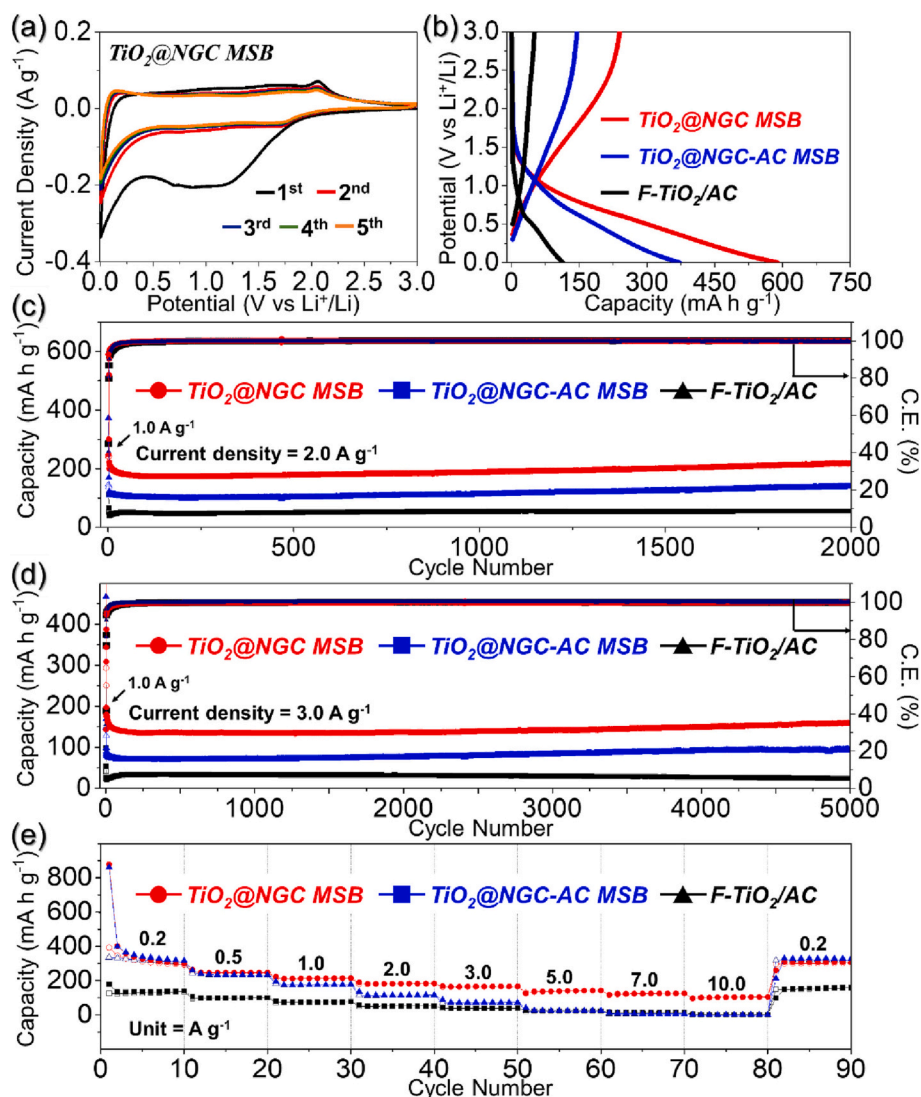 (a)
TiO₂@NGC MSB
Current Density (A g⁻¹)
0.2
0.0
-0.2
-0.4
1ˢᵗ 2ⁿᵈ
3ʳᵈ 4ᵗʰ 5ᵗʰ
0.0 0.5 1.0 1.5 2.0 2.5 3.0
Potential (V vs Li⁺/Li)
(b)
Potential (V vs Li⁺/Li)
3.0
2.5
2.0
1.5
1.0
0.5
0.0
TiO₂@NGC MSB
TiO₂@NGC-AC MSB
F-TiO₂/AC
0 150 300 450 600 750
Capacity (mA h g⁻¹)
(c)
Capacity (mA h g⁻¹)
600
400
200
0
TiO₂@NGC MSB TiO₂@NGC-AC MSB F-TiO₂/AC
1.0 A g⁻¹
Current density = 2.0 A g⁻¹
100
80
60
40
20
0
C.E. (%)
0 500 1000 1500 2000
Cycle Number
(d)
Capacity (mA h g⁻¹)
400
350
300
250
200
150
100
50
0
TiO₂@NGC MSB TiO₂@NGC-AC MSB F-TiO₂/AC
1.0 A g⁻¹
Current density = 3.0 A g⁻¹
100
80
60
40
20
0
C.E. (%)
0 500 1000 1500 2000 2500 3000 3500 4000 4500 5000
Cycle Number
(e)
Capacity (mA h g⁻¹)
800
600
400
200
0
TiO₂@NGC MSB TiO₂@NGC-AC MSB F-TiO₂/AC
0.2 0.5 1.0 2.0 3.0 5.0 7.0 10.0 0.2
Unit = A g⁻¹
0 10 20 30 40 50 60 70 80 90
Cycle Number